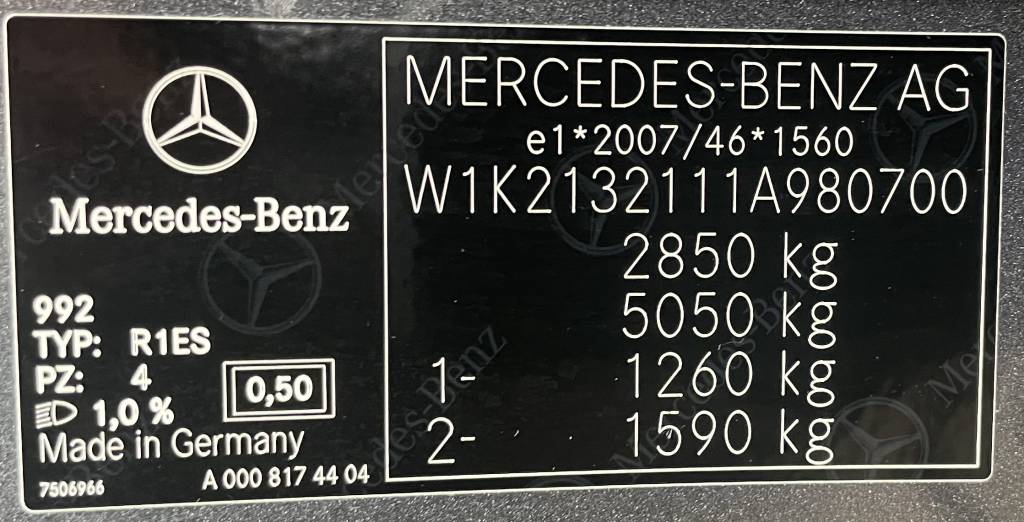 Mercedes-Benz
992
TYP: R1ES
PZ: 4
1,0 %
0,50
Made in Germany
7506966
A 000 817 44 04
MERCEDES-BENZ AG
e1*2007/46*1560
W1K2132111A980700
2850 kg
5050 kg
1- 1260 kg
2- 1590 kg